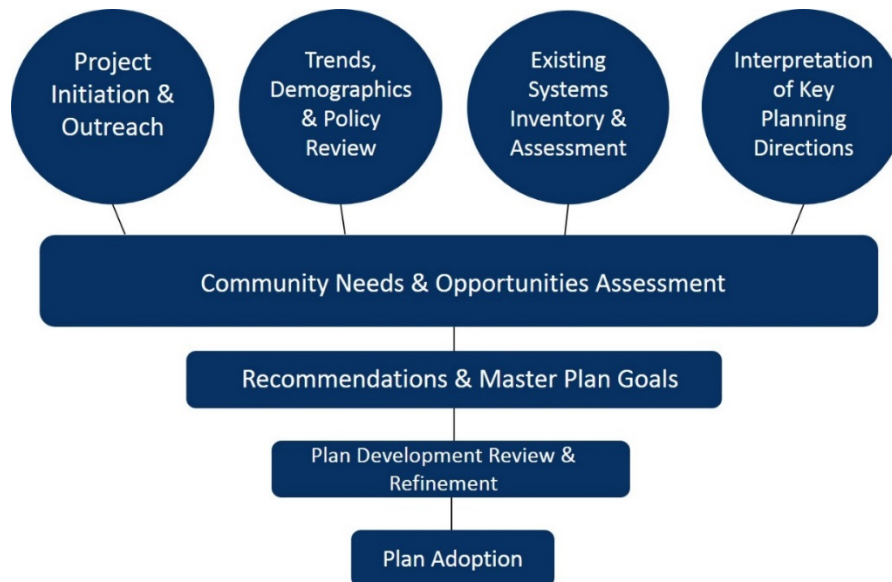 Project
Initiation &
Outreach
Trends,
Demographics
& Policy
Review
Existing
Systems
Inventory &
Assessment
Interpretation
of Key
Planning
Directions
Community Needs & Opportunities Assessment
Recommendations & Master Plan Goals
Plan Development Review &
Refinement
Plan Adoption